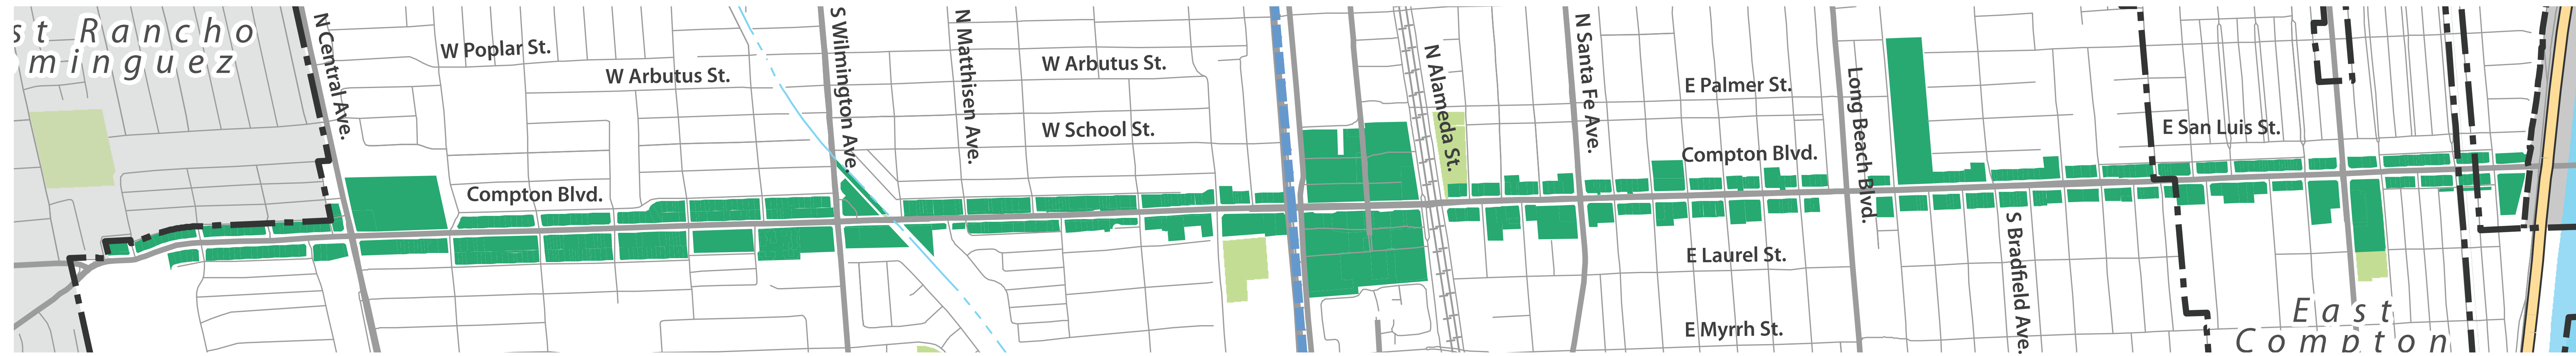 st Rancho
minguez
N Central Ave.
W Poplar St.
W Arbutus St.
Compton Blvd.
S Wilmington Ave.
N Matthisen Ave.
W Arbutus St.
W School St.
N Alameda St.
N Santa Fe Ave.
E Palmer St.
Compton Blvd.
Long Beach Blvd.
E Laurel St.
E Myrrh St.
S Bradfield Ave.
E San Luis St.
East
Compton